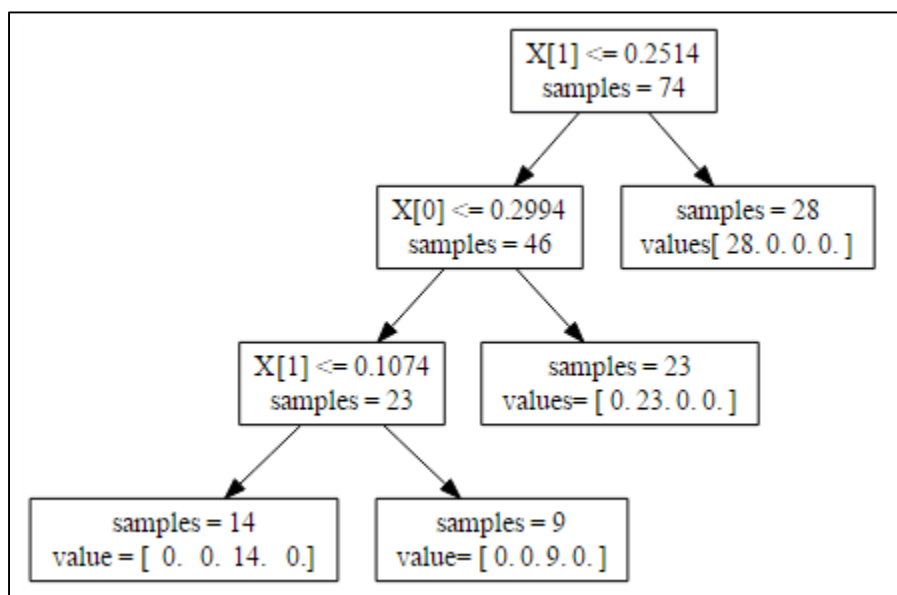 X[1] <= 0.2514
samples = 74
X[0] <= 0.2994
samples = 46
samples = 28
values[ 28. 0. 0. 0. ]
X[1] <= 0.1074
samples = 23
samples = 23
values= [ 0. 23. 0. 0. ]
samples = 14
value = [ 0. 0. 14. 0.]
samples = 9
value= [ 0. 0. 9. 0. ]